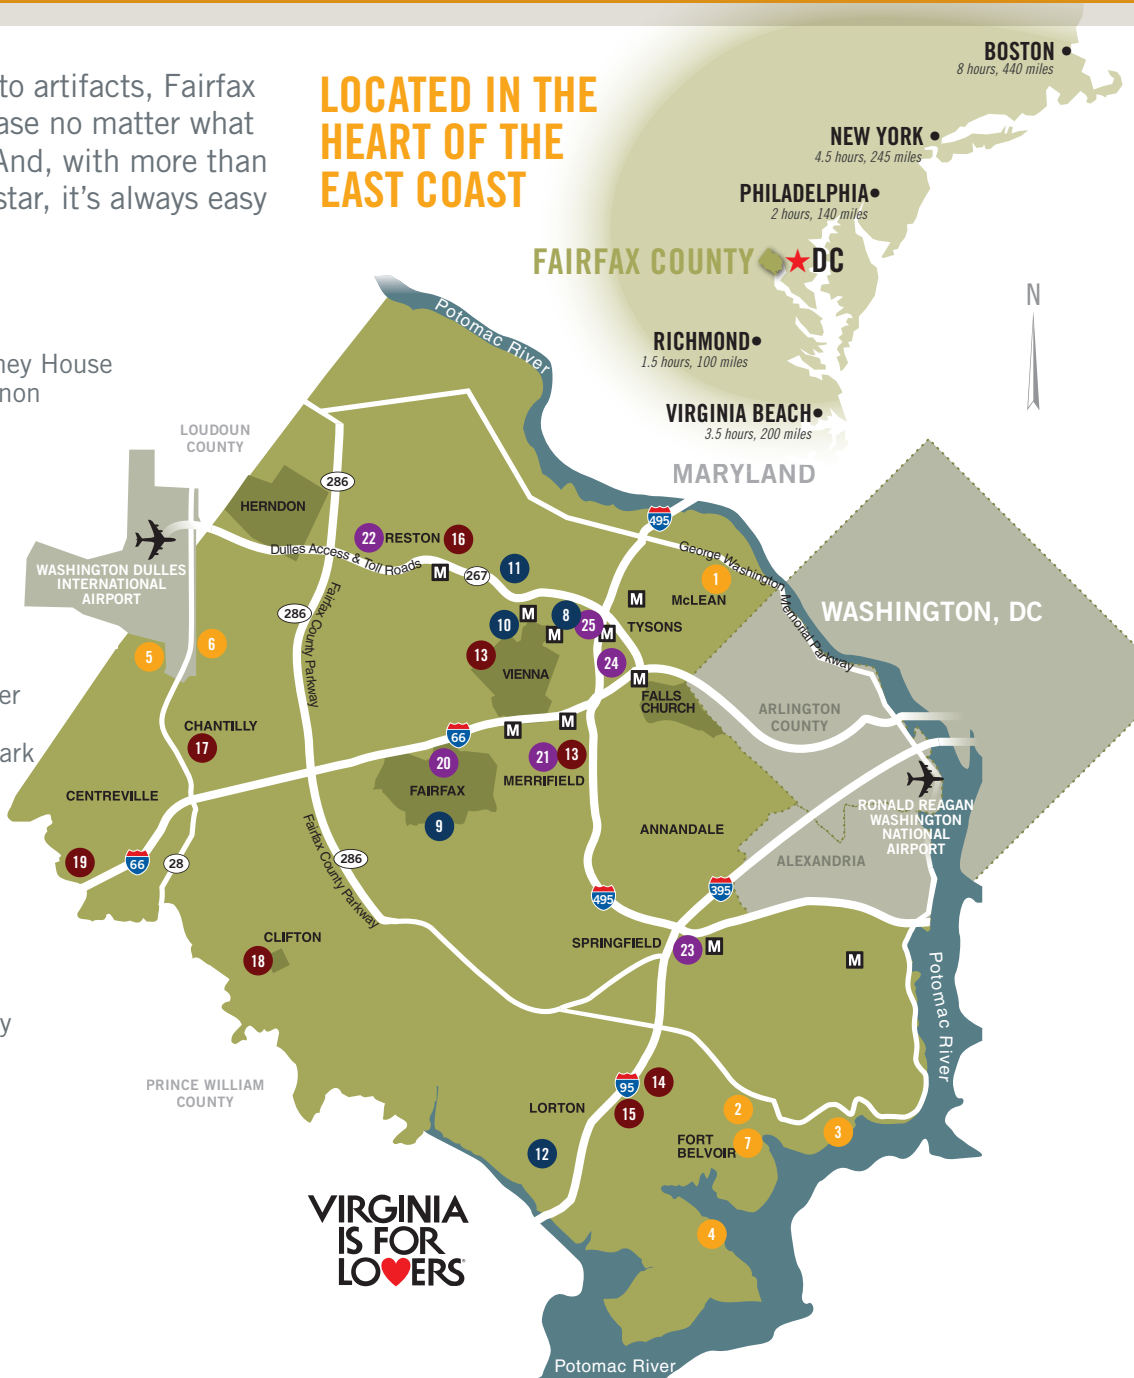 to artifacts, Fairfax
ase no matter what
And, with more than
star, it's always easy
ney House
non
er
ark
y
LOCATED IN THE
HEART OF THE
EAST COAST
BOSTON
8 hours, 440 miles
NEW YORK
4.5 hours, 245 miles
PHILADELPHIA
2 hours, 140 miles
FAIRFAX COUNTY
DC
RICHMOND
1.5 hours, 100 miles
VIRGINIA BEACH
3.5 hours, 200 miles
N
MARYLAND
Potomac River
LOUDOUN
COUNTY
286
HERNDON
495
22
RESTON
16
Dulles Access & Toll Roads
M
267
11
George Washington
Memorial Parkway
1
McLEAN
WASHINGTON DULLES
INTERNATIONAL
AIRPORT
286
Fairfax County Parkway
10
M
8
25
M
M
M
TYSONS
WASHINGTON, DC
5
6
13
VIENNA
24
M
FALLS
CHURCH
ARLINGTON
COUNTY
CHANTILLY
17
66
M
M
20
21
13
MERRIFIELD
FAIRFAX
9
CENTREVILLE
RONALD REAGAN
WASHINGTON
NATIONAL
AIRPORT
ANNANDALE
ALEXANDRIA
19
66
28
Fairfax County Parkway
286
495
395
CLIFTON
18
SPRINGFIELD
23
M
M
Potomac River
PRINCE WILLIAM
COUNTY
95
14
LORTON
15
2
3
FORT
BELVOIR
7
12
4
VIRGINIA
IS FOR
LOVERS
Potomac River